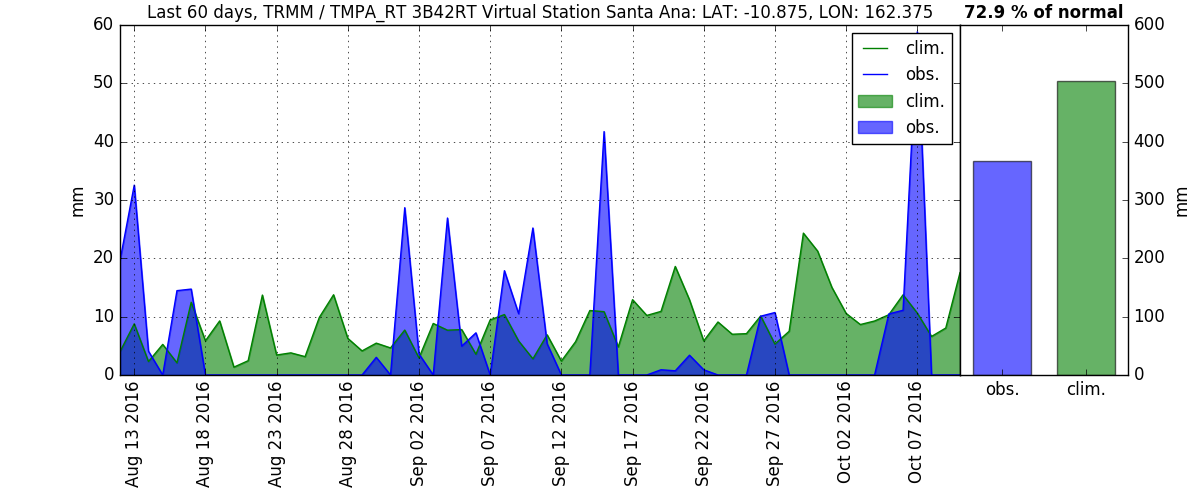 Last 60 days, TRMM / TMPA_RT 3B42RT Virtual Station Santa Ana: LAT: -10.875, LON: 162.375
72.9 % of normal
60
50
40
30
20
10
0
mm
clim.
obs.
clim.
obs.
Aug 13 2016
Aug 18 2016
Aug 23 2016
Aug 28 2016
Sep 02 2016
Sep 07 2016
Sep 12 2016
Sep 17 2016
Sep 22 2016
Sep 27 2016
Oct 02 2016
Oct 07 2016
600
500
400
300
200
100
0
mm
obs.
clim.